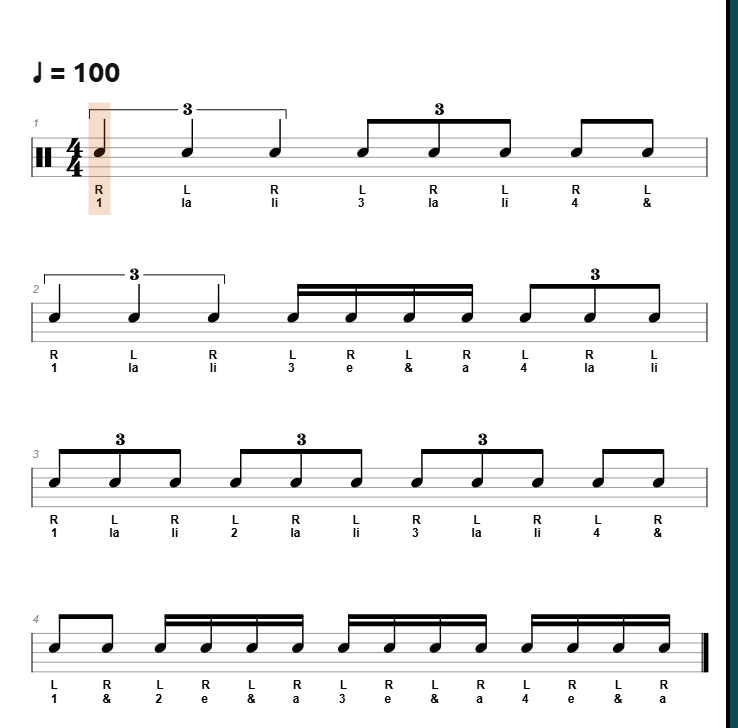 ♩ = 100
3 3
1
4
4
R L R L R L R L
1 la li 3 la li 4 &
3 3
2
R L R L R L R L R L
1 la li 3 e & a 4 la li
3 3 3
3
R L R L R L R L R L R
1 la li 2 la li 3 la li 4 &
4
L R L R L R L R L R L R L R
1 & 2 e & a 3 e & a 4 e & a